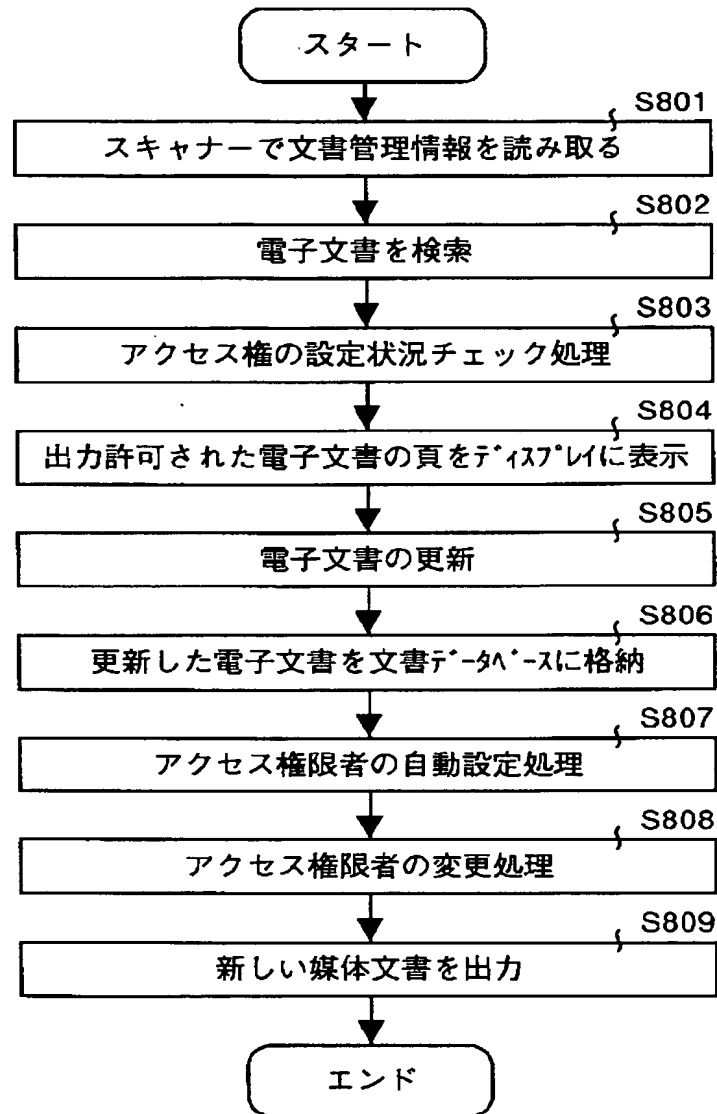 スタート
S801
スキャナーで文書管理情報を読み取る
S802
電子文書を検索
S803
アクセス権の設定状況チェック処理
S804
出力許可された電子文書の頁をﾃﾞｨｽﾌﾟﾚｲに表示
S805
電子文書の更新
S806
更新した電子文書を文書ﾃﾞｰﾀﾍﾞｰｽに格納
S807
アクセス権限者の自動設定処理
S808
アクセス権限者の変更処理
S809
新しい媒体文書を出力
エンド